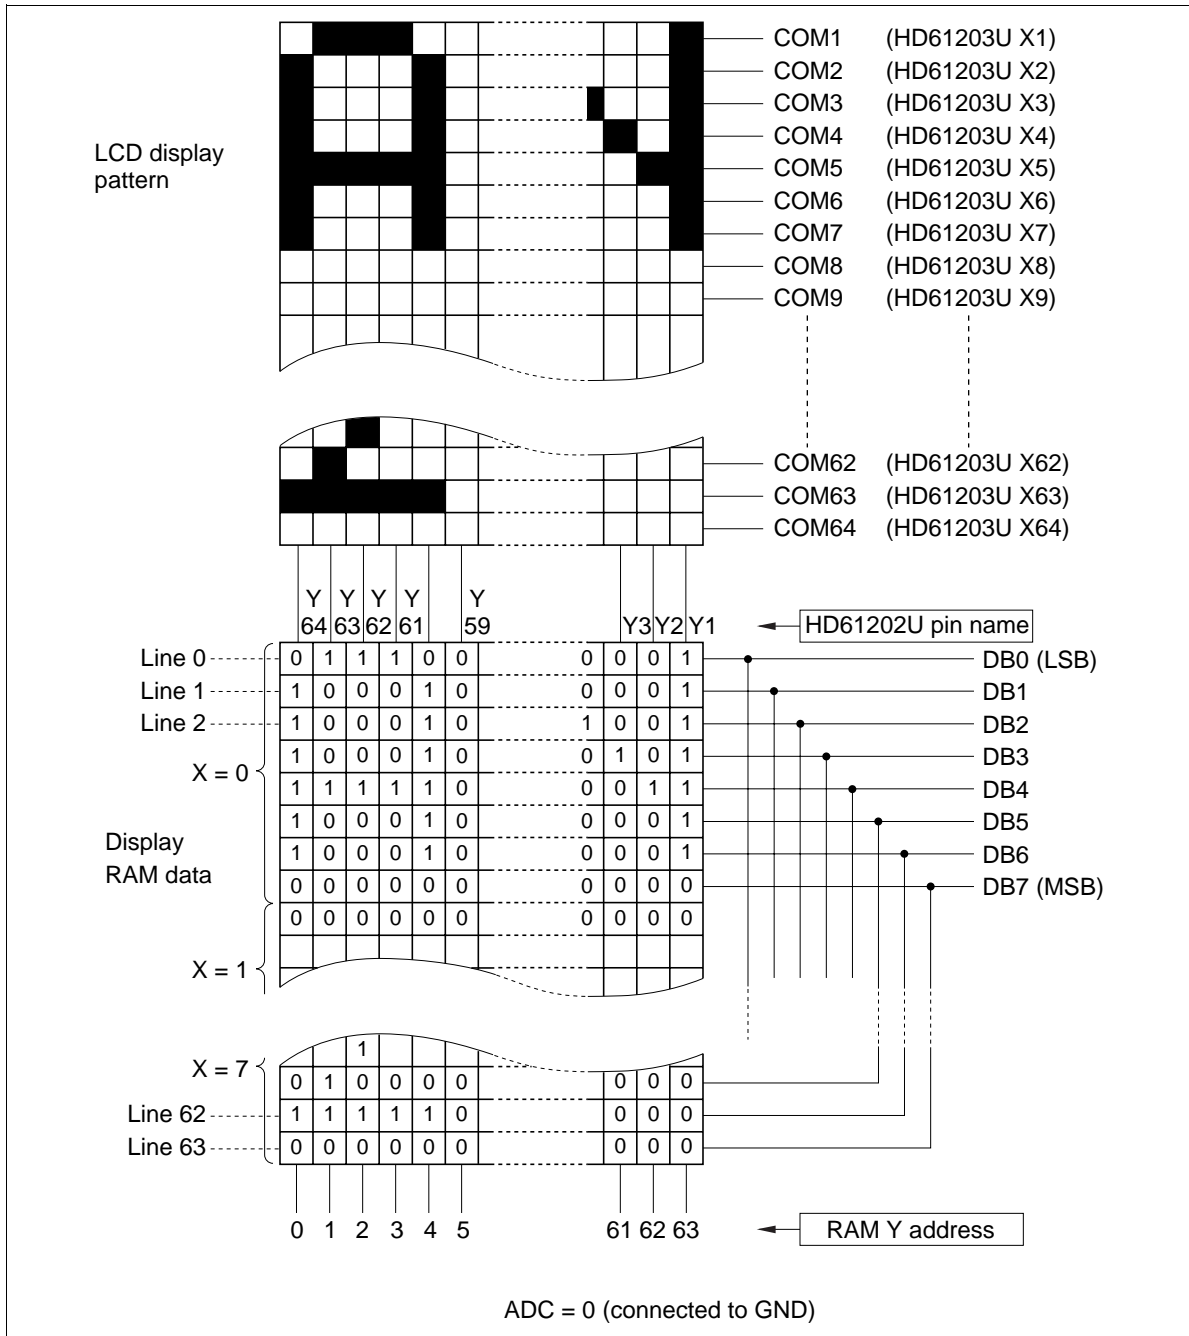 COM1 (HD61203U X1)
COM2 (HD61203U X2)
COM3 (HD61203U X3)
COM4 (HD61203U X4)
LCD display
pattern
COM5 (HD61203U X5)
COM6 (HD61203U X6)
COM7 (HD61203U X7)
COM8 (HD61203U X8)
COM9 (HD61203U X9)
COM62 (HD61203U X62)
COM63 (HD61203U X63)
COM64 (HD61203U X64)
Y Y Y Y Y
64 63 62 61 59 Y3 Y2 Y1
HD61202U pin name
Line 0 0 1 1 1 0 0 0 0 0 1 DB0 (LSB)
Line 1 1 0 0 0 1 0 0 0 0 1 DB1
Line 2 1 0 0 0 1 0 1 0 0 1 DB2
1 0 0 0 1 0 0 1 0 1 DB3
X = 0
1 1 1 1 1 0 0 0 1 1 DB4
1 0 0 0 1 0 0 0 0 1 DB5
Display
RAM data
1 0 0 0 1 0 0 0 0 1 DB6
0 0 0 0 0 0 0 0 0 0 DB7 (MSB)
0 0 0 0 0 0 0 0 0 0
X = 1
1
X = 7
0 1 0 0 0 0 0 0 0
Line 62 1 1 1 1 1 0 0 0 0
Line 63 0 0 0 0 0 0 0 0 0
0 1 2 3 4 5 61 62 63
RAM Y address
ADC = 0 (connected to GND)